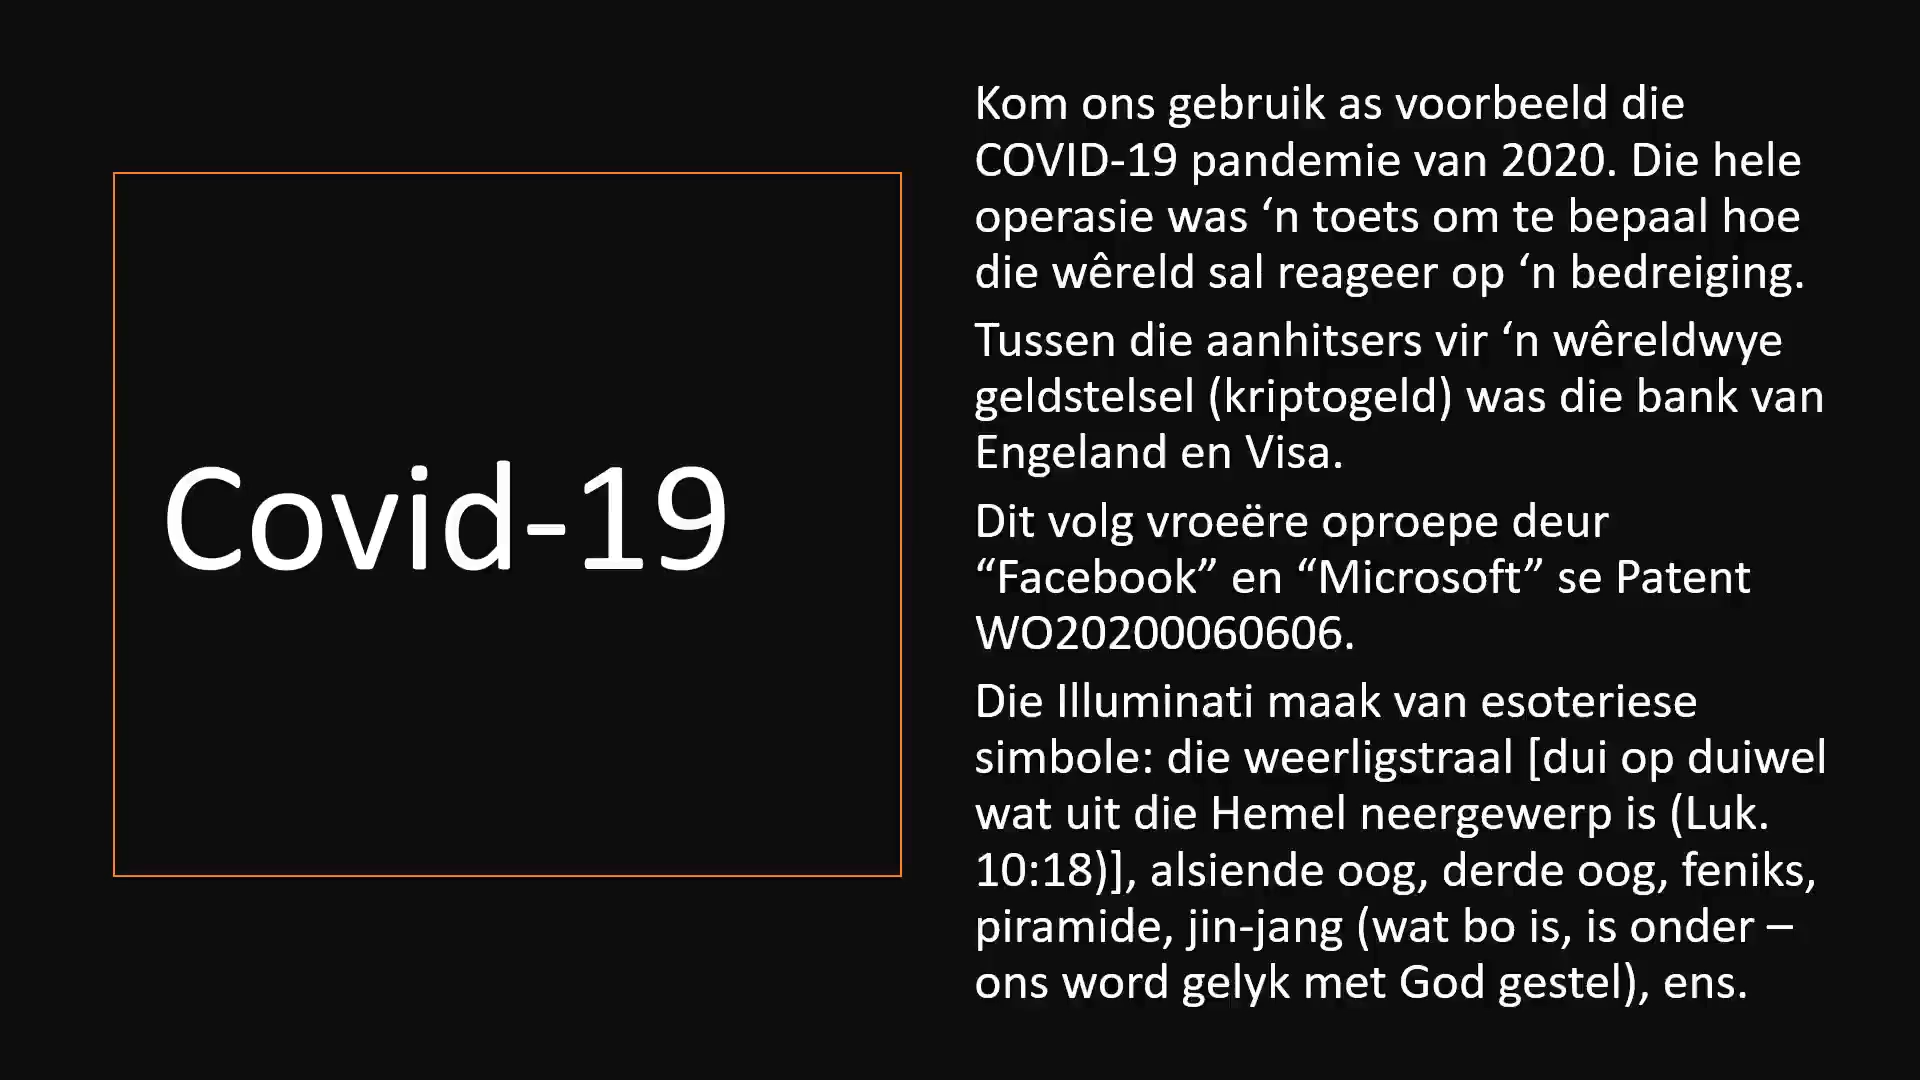 Covid-19
Kom ons gebruik as voorbeeld die
COVID-19 pandemie van 2020. Die hele
operasie was ‘n toets om te bepaal hoe
die wêreld sal reageer op ‘n bedreiging.
Tussen die aanhitsers vir ‘n wêreldwye
geldstelsel (kriptogeld) was die bank van
Engeland en Visa.
Dit volg vroeëre oproepe deur
“Facebook” en “Microsoft” se Patent
WO20200060606.
Die Illuminati maak van esoteriese
simbole: die weerligstraal [dui op duiwel
wat uit die Hemel neergewerp is (Luk.
10:18)], alsiende oog, derde oog, feniks,
piramide, jin-jang (wat bo is, is onder –
ons word gelyk met God gestel), ens.